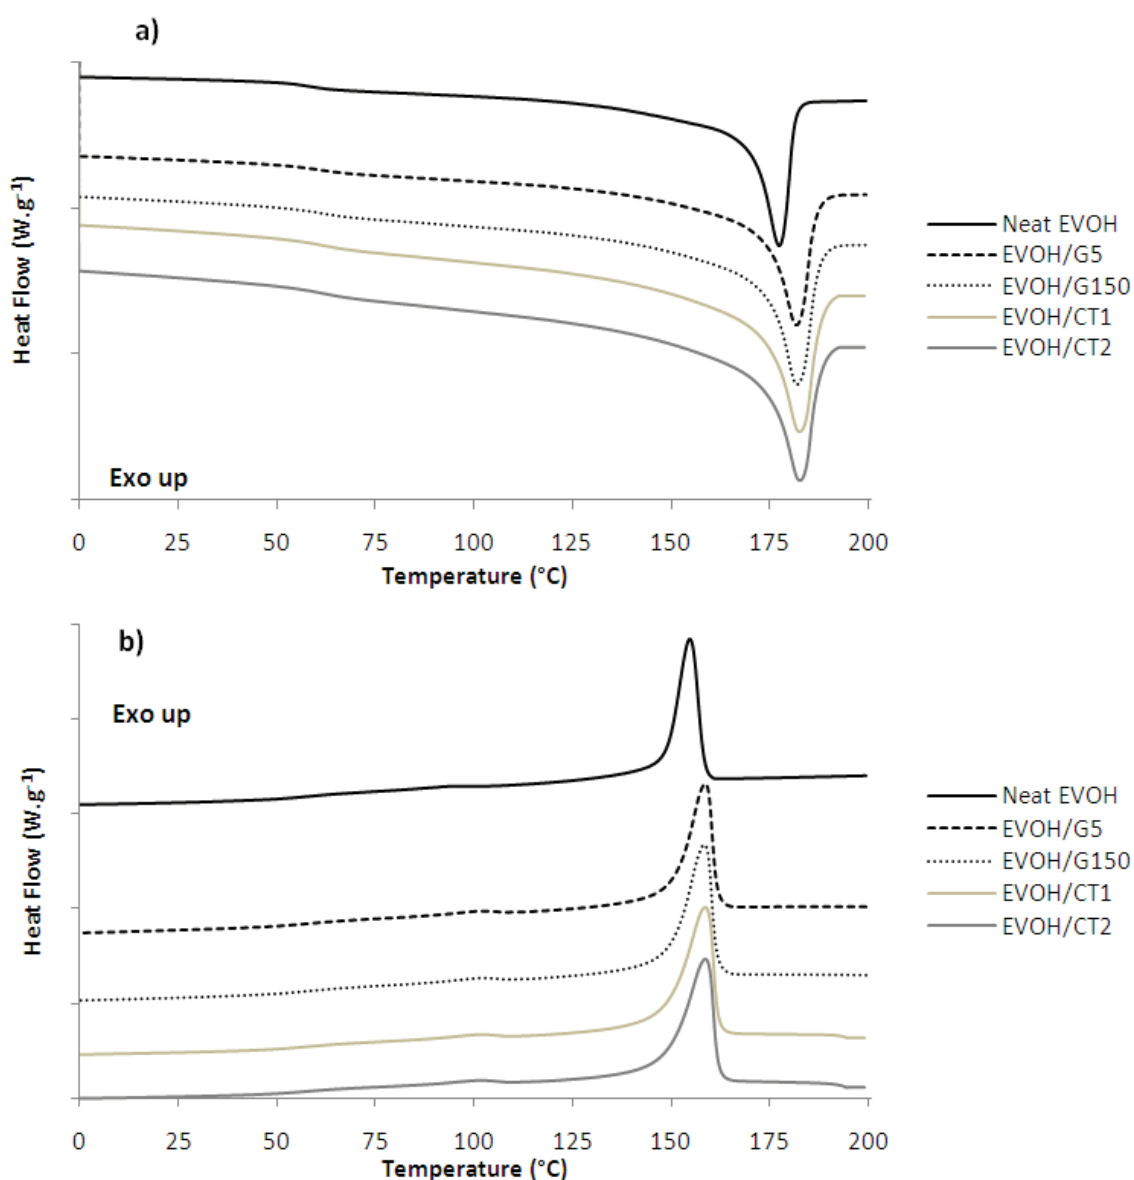 a)
Heat Flow (W.g⁻¹)
Neat EVOH
EVOH/G5
EVOH/G150
EVOH/CT1
EVOH/CT2
Exo up
0 25 50 75 100 125 150 175 200
Temperature (°C)
b)
Exo up
Heat Flow (W.g⁻¹)
Neat EVOH
EVOH/G5
EVOH/G150
EVOH/CT1
EVOH/CT2
0 25 50 75 100 125 150 175 200
Temperature (°C)